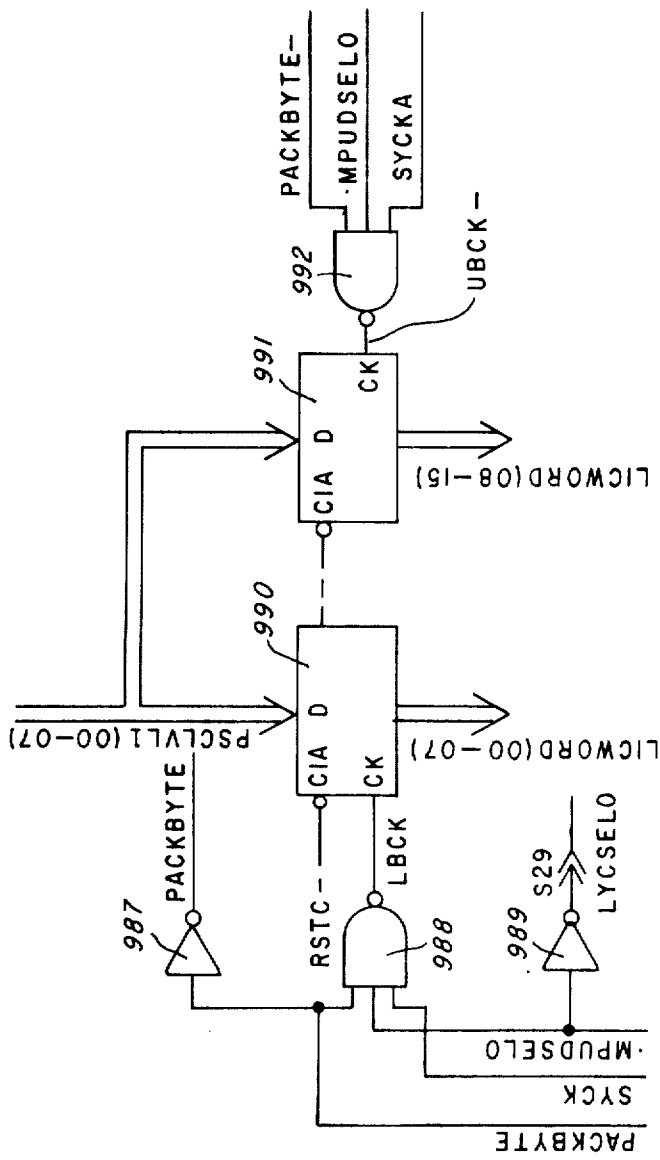 PACKBYTE-
·MPUDSELO
SYCKA
992
UBCK-
991
CK
D
CIA
LICWORD(08-15)
990
PSCLVL1(00-07)
D
CIA
CK
LICWORD(00-07)
PACKBYTE
987
RSTC-
LBCK
988
S29
LYCSELO
989
·MPUDSELO
SYCK
PACKBYTE